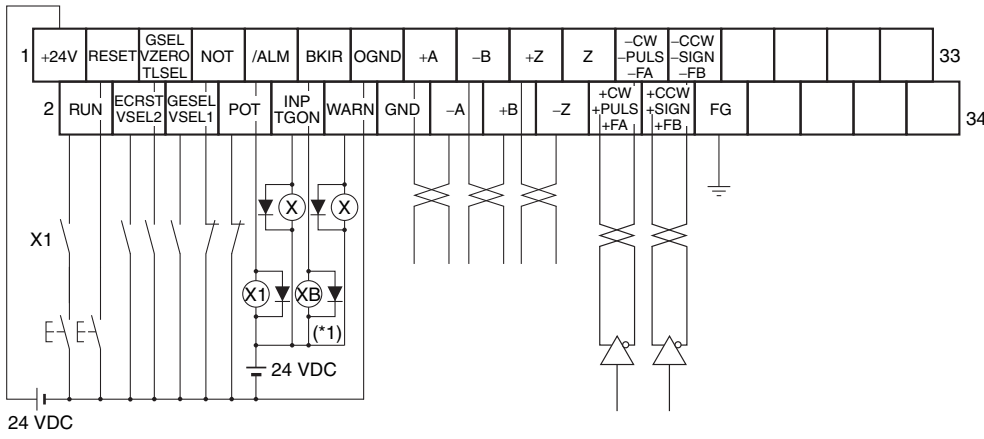 1
+24V
RESET
GSEL
VZERO
TLSEL
NOT
/ALM
BKIR
OGND
+A
−B
+Z
Z
−CW
−PULS
−FA
−CCW
−SIGN
−FB
33
2
RUN
ECRST
VSEL2
GESEL
VSEL1
POT
INP
TGON
WARN
GND
−A
+B
−Z
+CW
+PULS
+FA
+CCW
+SIGN
+FB
FG
34
X
X
X1
X1
XB
(*1)
24 VDC
24 VDC